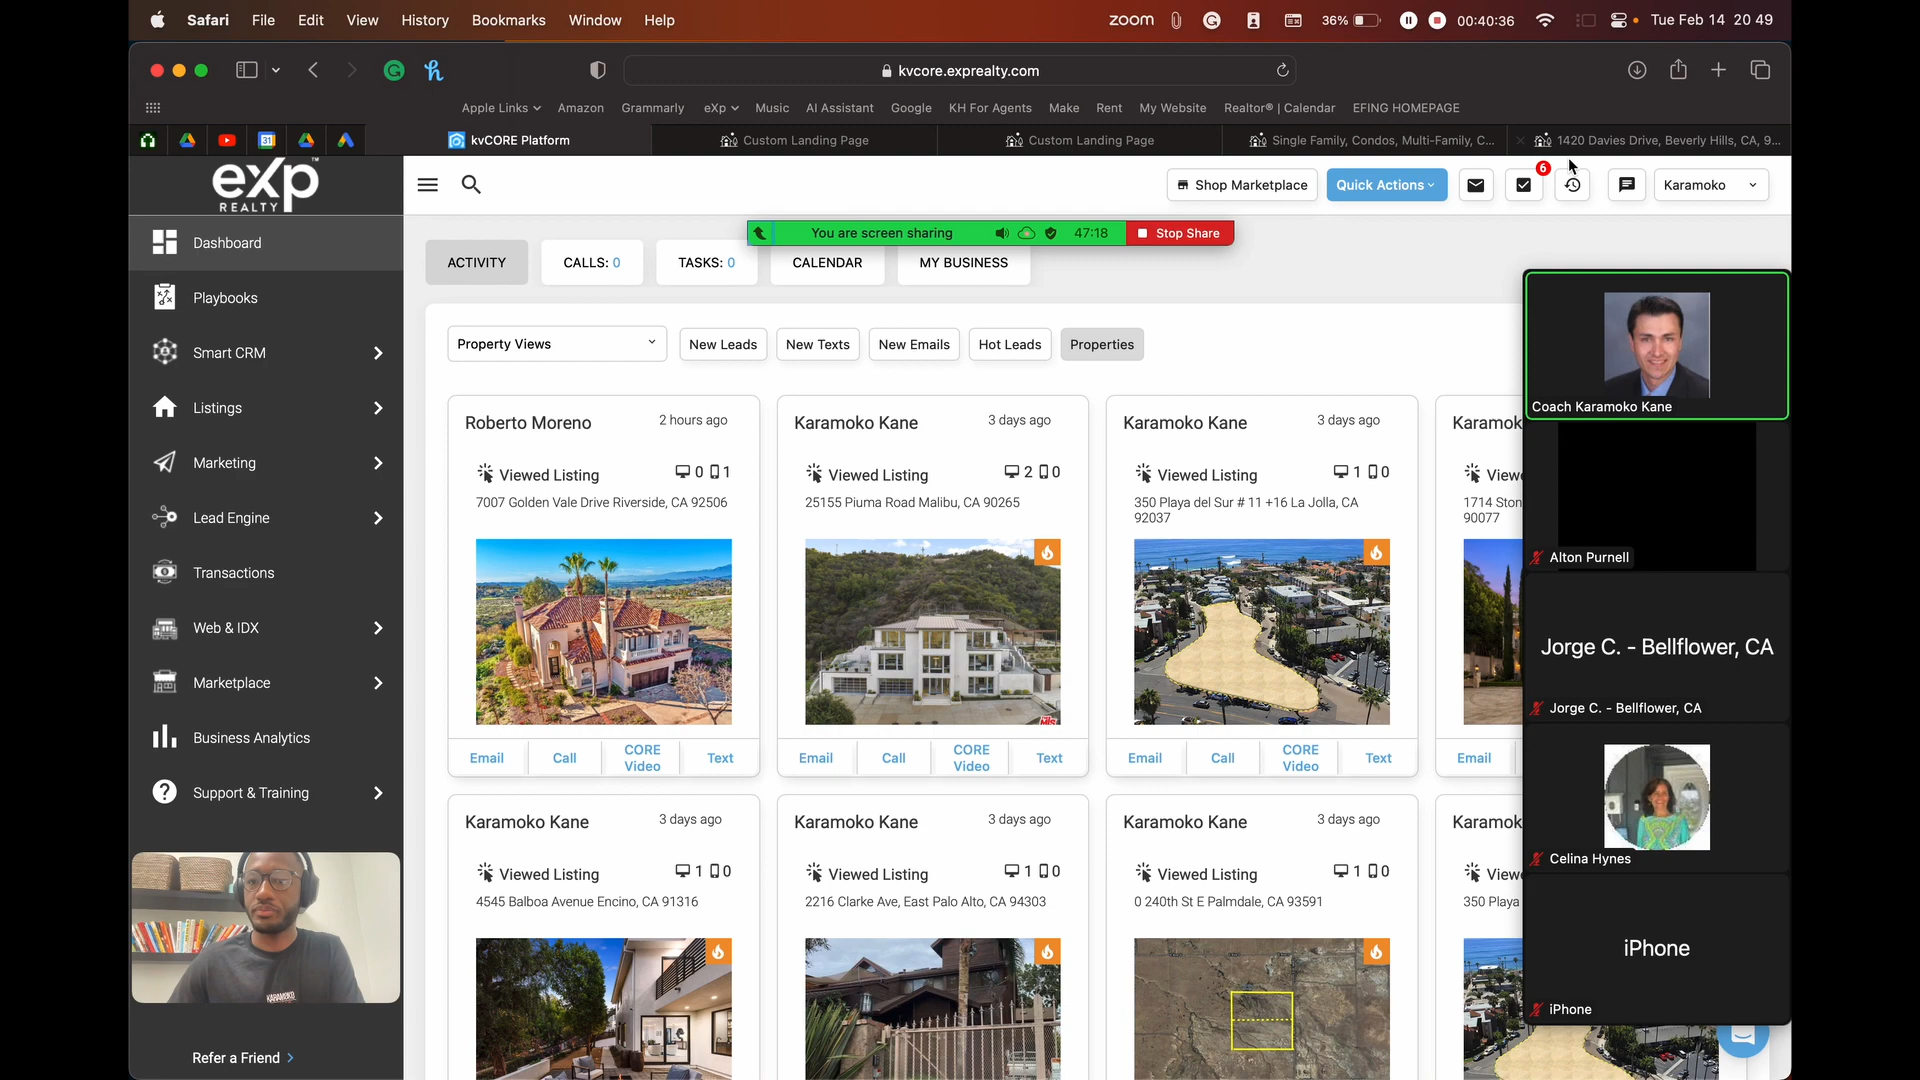 Safari File Edit View History Bookmarks Window Help
zoom 36% 00:40:36 Tue Feb 14 20 49
kvcore.exprealty.com
Apple Links Amazon Grammarly eXp Music AI Assistant Google KH For Agents Make Rent My Website Realtor® | Calendar EFING HOMEPAGE
31 kvCORE Platform Custom Landing Page Custom Landing Page Single Family, Condos, Multi-Family, C... 1420 Davies Drive, Beverly Hills, CA, 9...
exp™
REALTY
Shop Marketplace Quick Actions 6 Karamoko
You are screen sharing 47:18 Stop Share
ACTIVITY CALLS: 0 TASKS: 0 CALENDAR MY BUSINESS
Dashboard
Playbooks
Smart CRM
Listings
Marketing
Lead Engine
Transactions
Web & IDX
Marketplace
Business Analytics
Support & Training
KARAMOKO
Refer a Friend
Property Views New Leads New Texts New Emails Hot Leads Properties
Roberto Moreno 2 hours ago
Viewed Listing 0 1
7007 Golden Vale Drive Riverside, CA 92506
Email Call CORE Video Text
Karamoko Kane 3 days ago
Viewed Listing 2 0
25155 Piuma Road Malibu, CA 90265
Email Call CORE Video Text
Karamoko Kane 3 days ago
Viewed Listing 1 0
350 Playa del Sur # 11 +16 La Jolla, CA
92037
Email Call CORE Video Text
Karamok
View
1714 Ston
90077
Email
Karamoko Kane 3 days ago
Viewed Listing 1 0
4545 Balboa Avenue Encino, CA 91316
Karamoko Kane 3 days ago
Viewed Listing 1 0
2216 Clarke Ave, East Palo Alto, CA 94303
Karamoko Kane 3 days ago
Viewed Listing 1 0
0 240th St E Palmdale, CA 93591
Karamok
View
350 Playa
Coach Karamoko Kane
Alton Purnell
Jorge C. - Bellflower, CA
Jorge C. - Bellflower, CA
Celina Hynes
iPhone
iPhone